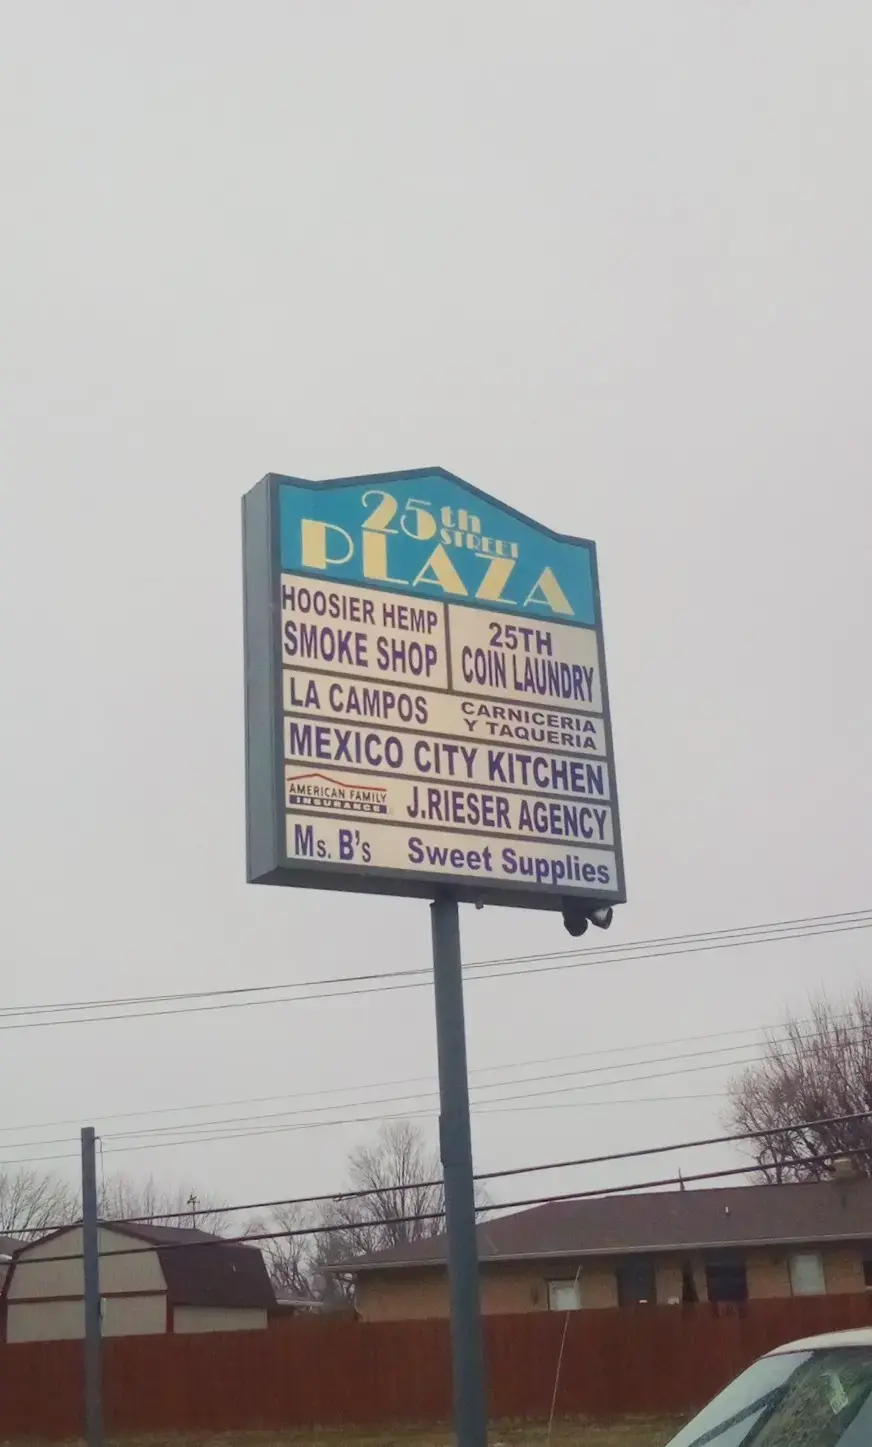 25th
STREET
PLAZA
HOOSIER HEMP
SMOKE SHOP
25TH
COIN LAUNDRY
LA CAMPOS
CARNICERIA
Y TAQUERIA
MEXICO CITY KITCHEN
AMERICAN FAMILY
INSURANCE
J.RIESER AGENCY
Ms. B's Sweet Supplies